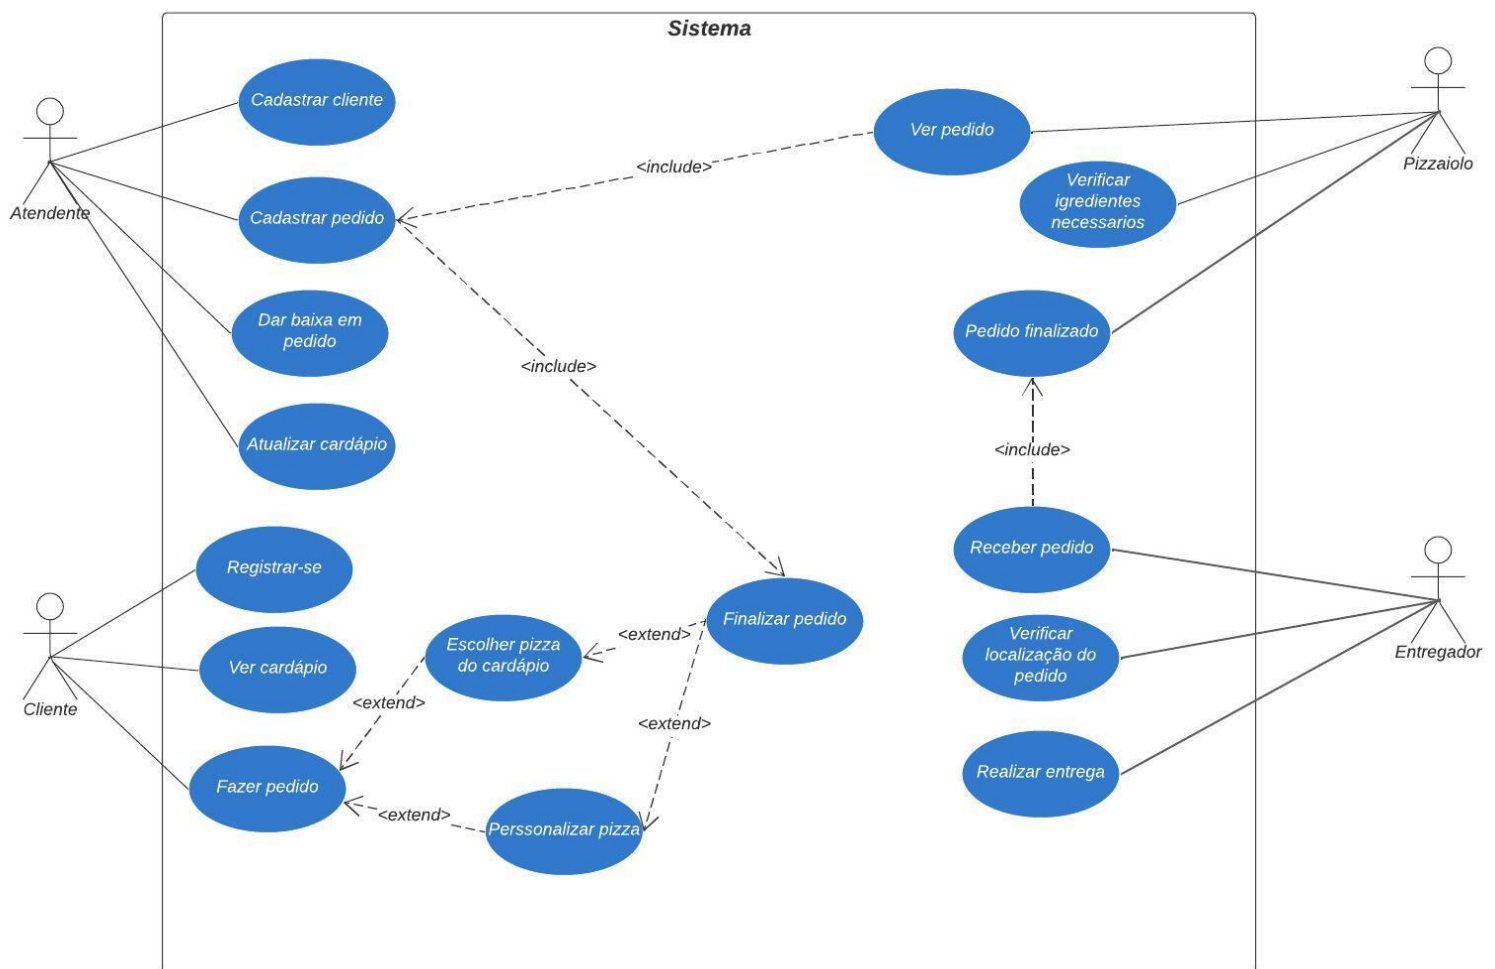 Sistema
Cadastrar cliente
Ver pedido
<include>
Pizzaiolo
Verificar
igredientes
necessarios
Atendente
Cadastrar pedido
Dar baixa em
pedido
Pedido finalizado
<include>
Atualizar cardápio
<include>
Registrar-se
Receber pedido
Finalizar pedido
<extend>
Escolher pizza
do cardápio
Verificar
localização do
pedido
Entregador
Ver cardápio
<extend>
Cliente
<extend>
Realizar entrega
Fazer pedido
<extend>
Perssonalizar pizza